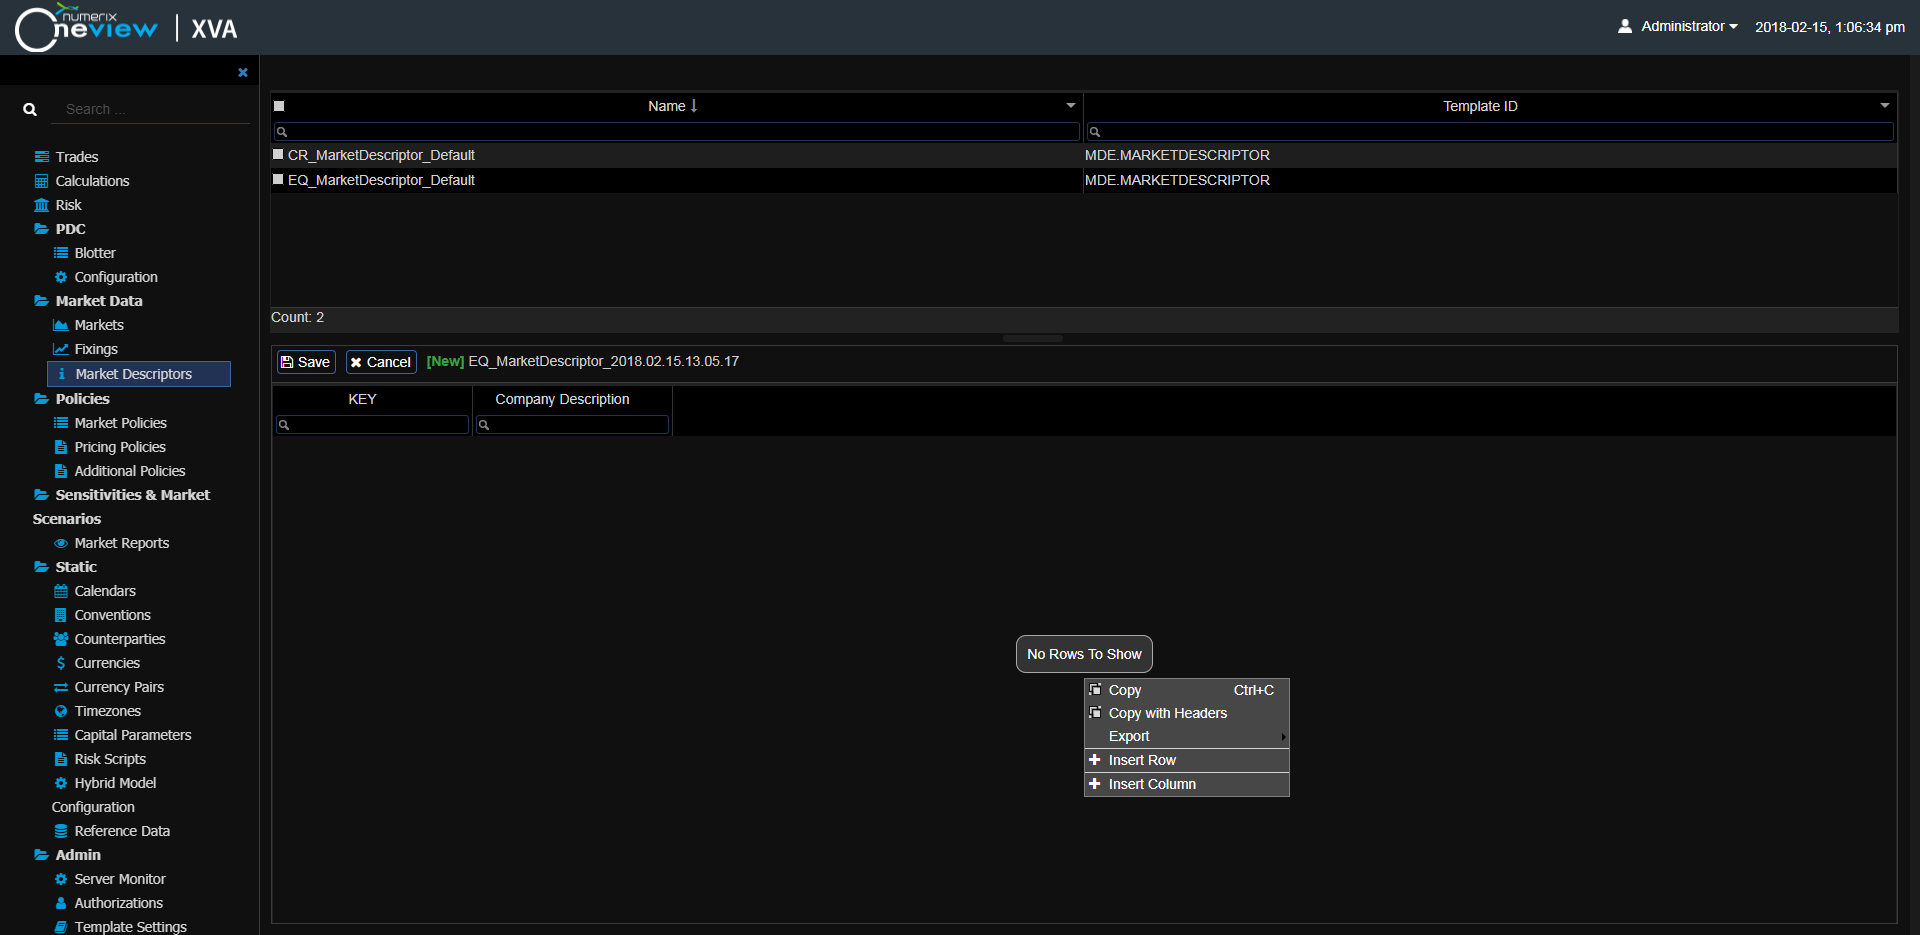 numerix
Oneview | XVA
Administrator
2018-02-15, 1:06:34 pm
Search ...
Trades
Calculations
Risk
PDC
Blotter
Configuration
Market Data
Markets
Fixings
Market Descriptors
Policies
Market Policies
Pricing Policies
Additional Policies
Sensitivities & Market
Scenarios
Market Reports
Static
Calendars
Conventions
Counterparties
Currencies
Currency Pairs
Timezones
Capital Parameters
Risk Scripts
Hybrid Model
Configuration
Reference Data
Admin
Server Monitor
Authorizations
Template Settings
Name Template ID
CR_MarketDescriptor_Default MDE.MARKETDESCRIPTOR
EQ_MarketDescriptor_Default MDE.MARKETDESCRIPTOR
Count: 2
Save Cancel [New] EQ_MarketDescriptor_2018.02.15.13.05.17
KEY Company Description
No Rows To Show
Copy Ctrl+C
Copy with Headers
Export
Insert Row
Insert Column